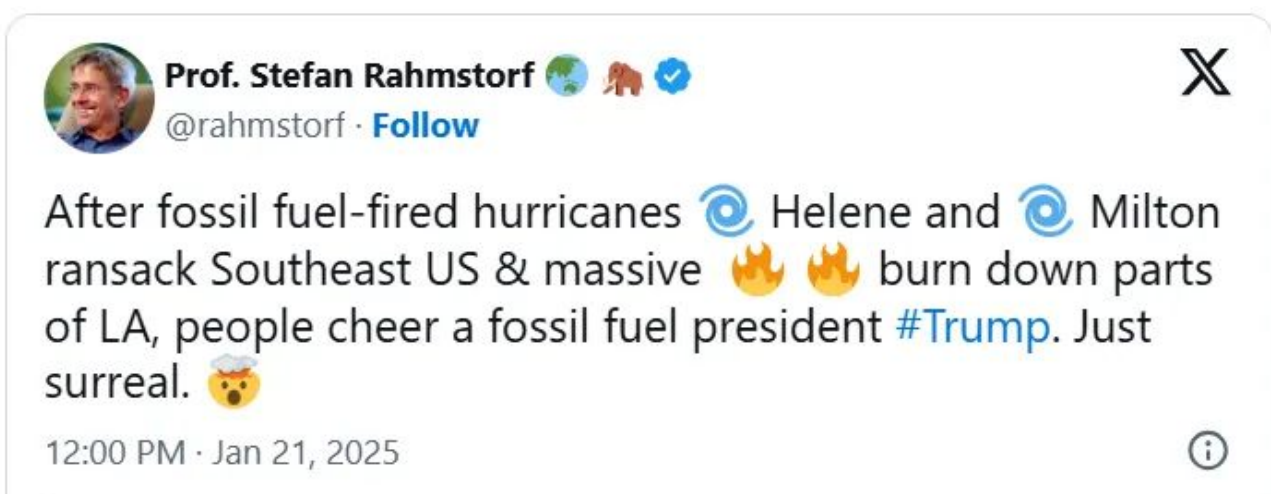 Prof. Stefan Rahmstorf 🌏 🦣
@rahmstorf · Follow
After fossil fuel-fired hurricanes 🌀 Helene and 🌀 Milton
ransack Southeast US & massive 🔥 🔥 burn down parts
of LA, people cheer a fossil fuel president #Trump. Just
surreal. 🤯
12:00 PM · Jan 21, 2025